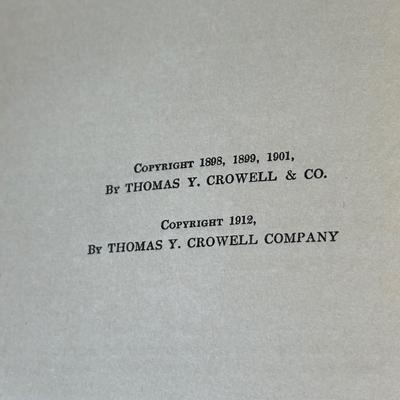 Copyright 1898, 1899, 1901,
By THOMAS Y. CROWELL & CO.
Copyright 1912,
By THOMAS Y. CROWELL COMPANY